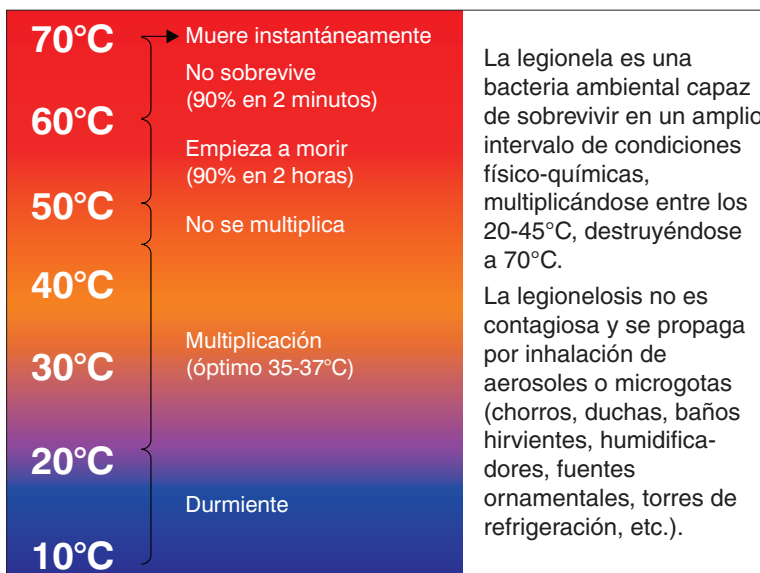 70°C
Muere instantáneamente
No sobrevive
(90% en 2 minutos)
60°C
Empieza a morir
(90% en 2 horas)
50°C
No se multiplica
40°C
Multiplicación
(óptimo 35-37°C)
30°C
20°C
Durmiente
10°C
La legionela es una
bacteria ambiental capaz
de sobrevivir en un amplio
intervalo de condiciones
físico-químicas,
multiplicándose entre los
20-45°C, destruyéndose
a 70°C.
La legionelosis no es
contagiosa y se propaga
por inhalación de
aerosoles o microgotas
(chorros, duchas, baños
hirvientes, humidifica-
dores, fuentes
ornamentales, torres de
refrigeración, etc.).